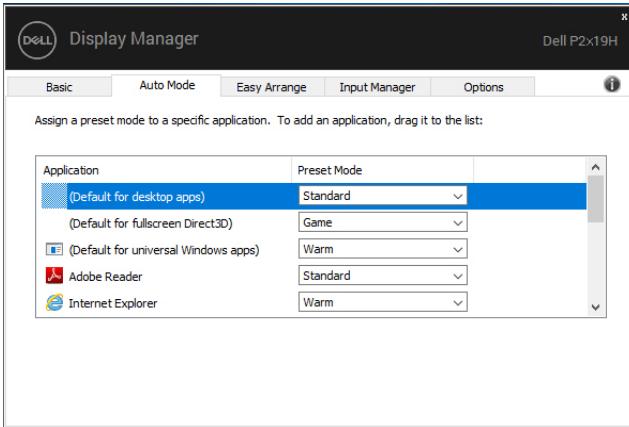 x
DELL Display Manager Dell P2x19H
Basic Auto Mode Easy Arrange Input Manager Options
Assign a preset mode to a specific application. To add an application, drag it to the list:
Application Preset Mode
(Default for desktop apps) Standard
(Default for fullscreen Direct3D) Game
(Default for universal Windows apps) Warm
Adobe Reader Standard
Internet Explorer Warm